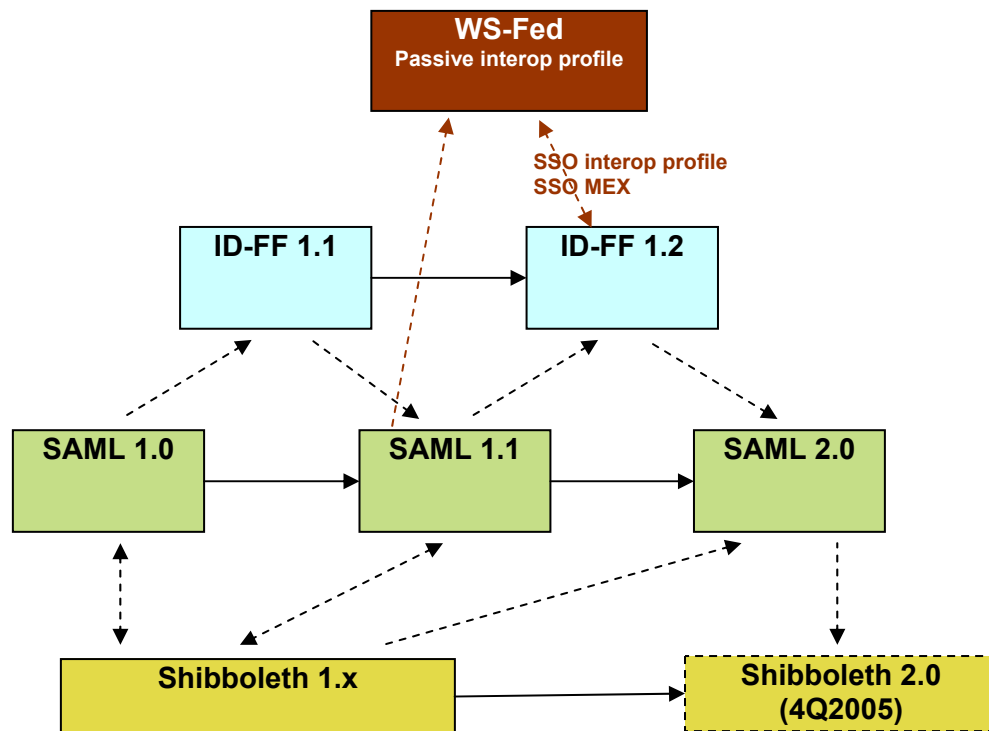 WS-Fed
Passive interop profile
SSO interop profile
SSO MEX
ID-FF 1.1
ID-FF 1.2
SAML 1.0
SAML 1.1
SAML 2.0
Shibboleth 1.x
Shibboleth 2.0
(4Q2005)